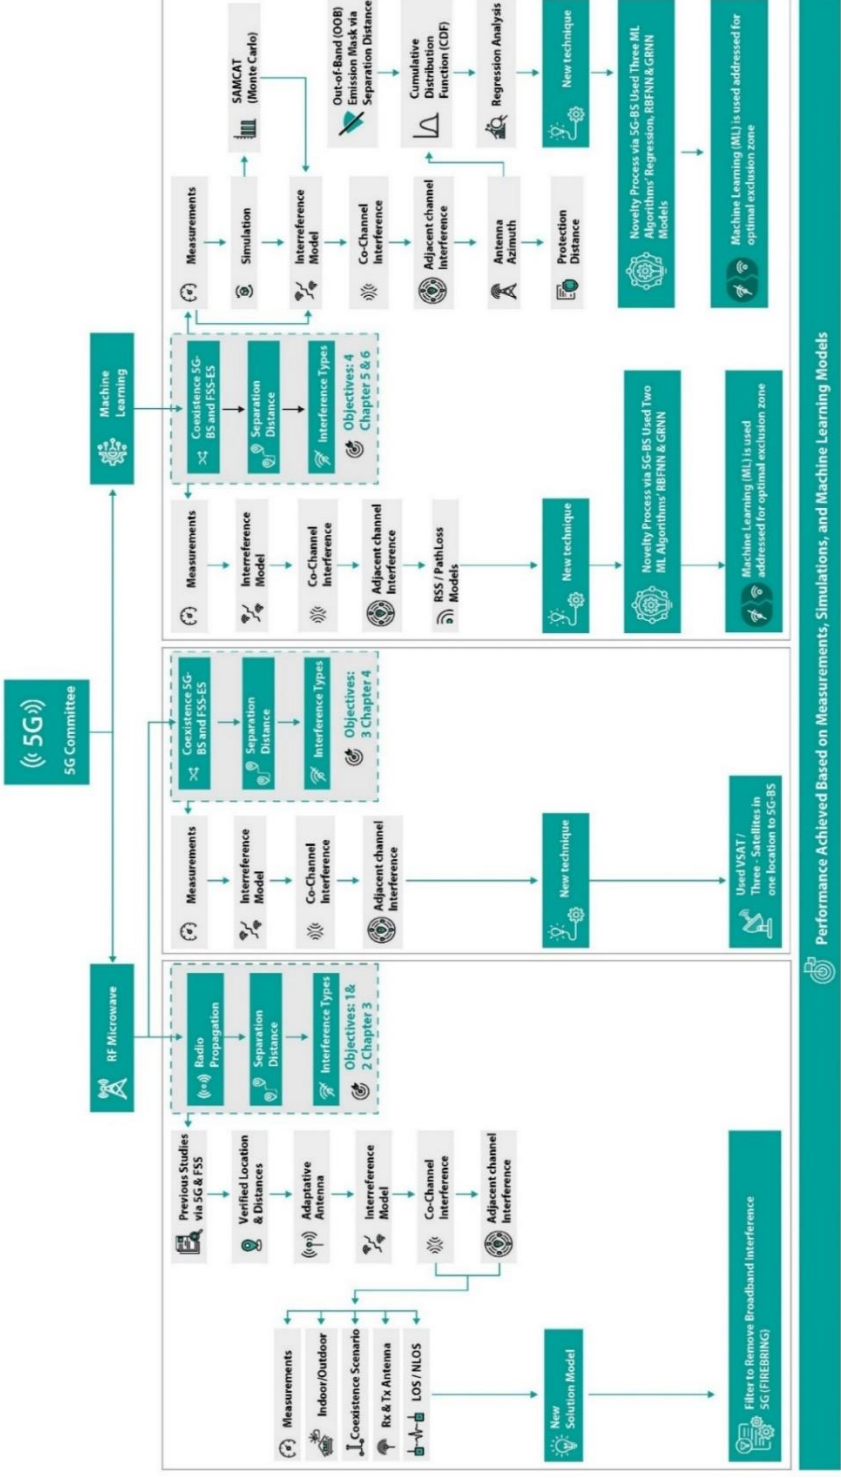 ((( 5G )))
5G Committee
RF Microwave
Machine
Learning
Radio
Propagation
Separation
Distance
Interference Types
Objectives: 1&
2 Chapter 3
Previous Studies
via 5G & FSS
Verified Location
& Distances
Adaptative
Antenna
Interreference
Model
Co-Channel
Interference
Adjacent channel
Interference
Measurements
Indoor/Outdoor
Coexistence Scenario
Rx & Tx Antenna
LOS / NLOS
New
Solution Model
Filter to Remove Broadband Interference
5G (FIREBRING)
Coexistence 5G-
BS and FSS-ES
Separation
Distance
Interference Types
Objectives:
3 Chapter 4
Measurements
Interreference
Model
Co-Channel
Interference
Adjacent channel
Interference
New technique
Used VSAT /
Three - Satellites in
one location to 5G-BS
Coexistence 5G-
BS and FSS-ES
Separation
Distance
Interference Types
Objectives: 4
Chapter 5 & 6
Measurements
Interreference
Model
Co-Channel
Interference
Adjacent channel
Interference
RSS / PathLoss
Models
New technique
Novelty Process via 5G-BS Used Two
ML Algorithms' RBFNN & GRNN
Machine Learning (ML) is used
addressed for optimal exclusion zone
Measurements
Simulation
Interreference
Model
Co-Channel
Interference
Adjacent channel
Interference
Antenna
Azimuth
Protection
Distance
SAMCAT
(Monte Carlo)
Out-of-Band (OOB)
Emission Mask via
Separation Distance
Cumulative
Distribution
Function (CDF)
Regression Analysis
New technique
Novelty Process via 5G-BS Used Three ML
Algorithms' Regression, RBFNN & GRNN
Models
Machine Learning (ML) is used addressed for
optimal exclusion zone
Performance Achieved Based on Measurements, Simulations, and Machine Learning Models